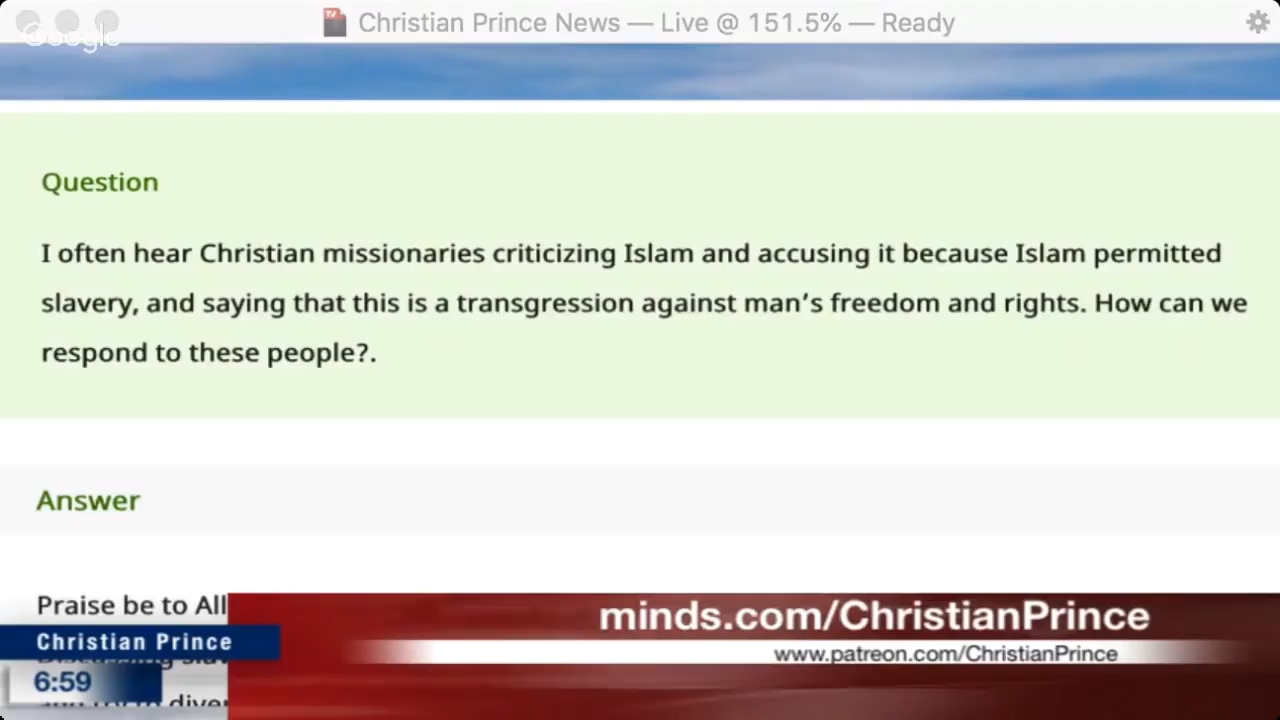 Christian Prince News — Live @ 151.5% — Ready
Google
Question
I often hear Christian missionaries criticizing Islam and accusing it because Islam permitted
slavery, and saying that this is a transgression against man's freedom and rights. How can we
respond to these people?.
Answer
Praise be to All
minds.com/ChristianPrince
Christian Prince
www.patreon.com/ChristianPrince
6:59